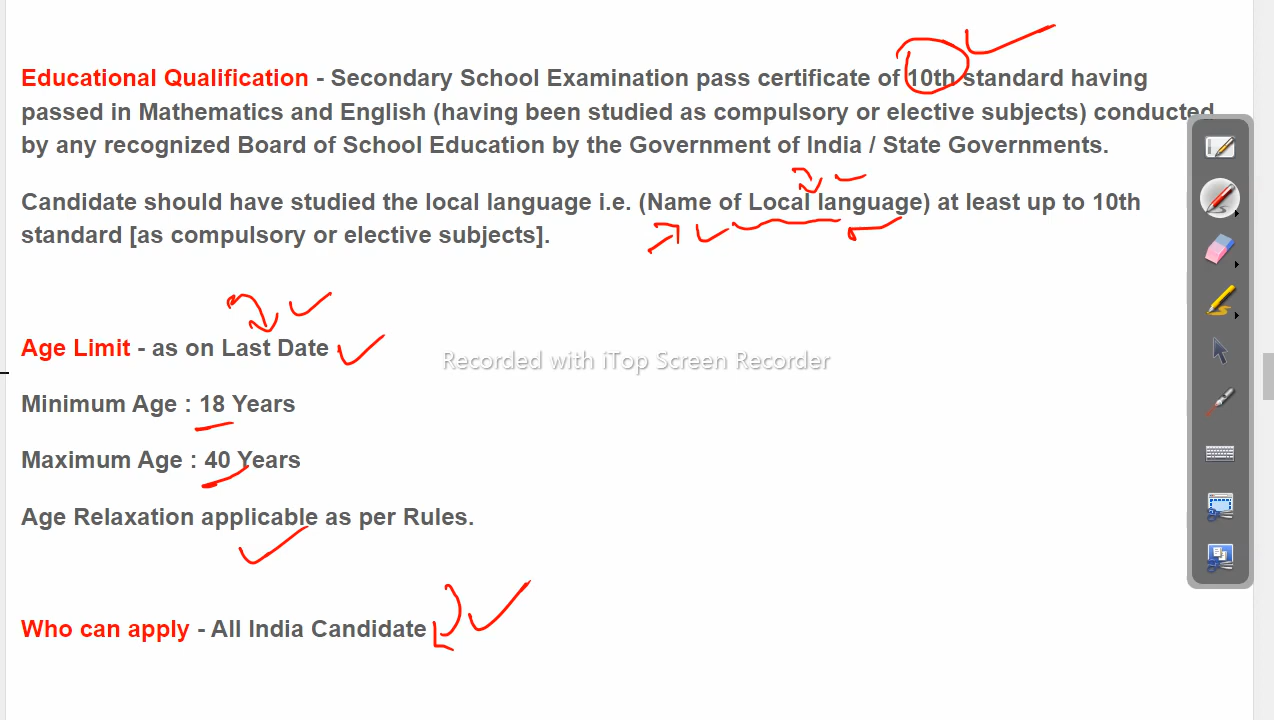 Educational Qualification - Secondary School Examination pass certificate of 10th standard having
passed in Mathematics and English (having been studied as compulsory or elective subjects) conducted
by any recognized Board of School Education by the Government of India / State Governments.
Candidate should have studied the local language i.e. (Name of Local language) at least up to 10th
standard [as compulsory or elective subjects].
Age Limit - as on Last Date
Recorded with iTop Screen Recorder
Minimum Age : 18 Years
Maximum Age : 40 Years
Age Relaxation applicable as per Rules.
Who can apply - All India Candidate